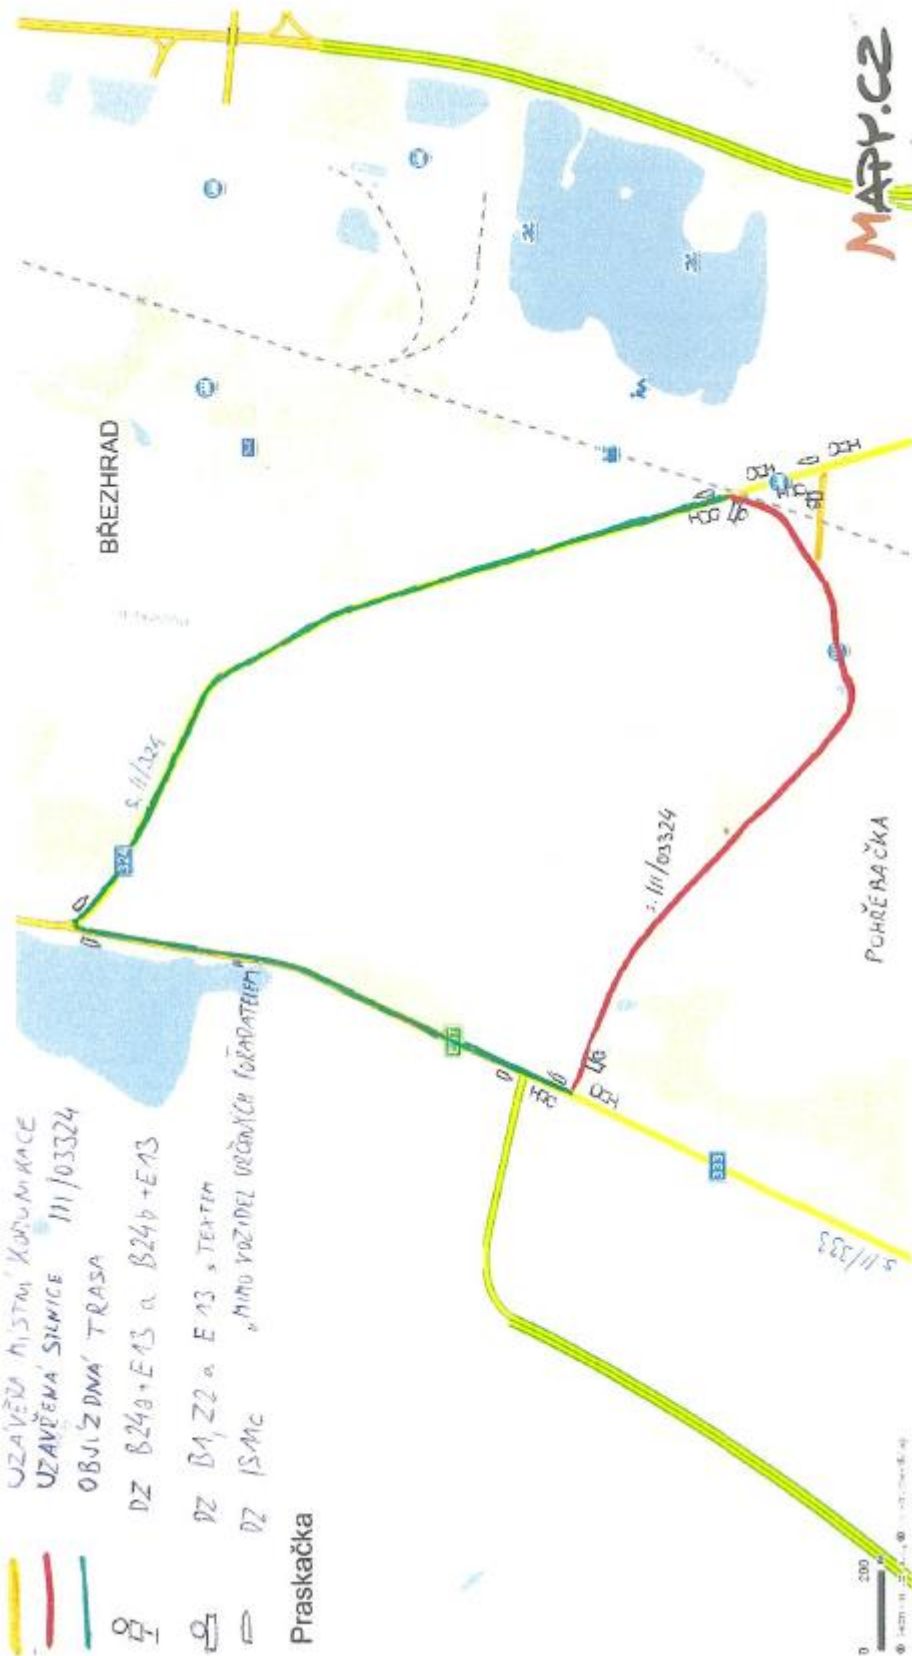 UZAVĚRA MÍSTNÍ KOMUNIKACE
UZAVŘENÁ SILNICE III/03324
OBJÍZDNÁ TRASA
DZ B24a+E13 a B24b+E13
DZ B1, Z2 a E13 s TEXTEM
„MIMO VOZIDEL URČENÝCH POŘADATELEM"
DZ IS11c
Praskačka
BŘEZHRAD
s. II/324
324
s. III/03324
POHŘEBAČKA
333
s. II/333
MAPY.CZ
0 200